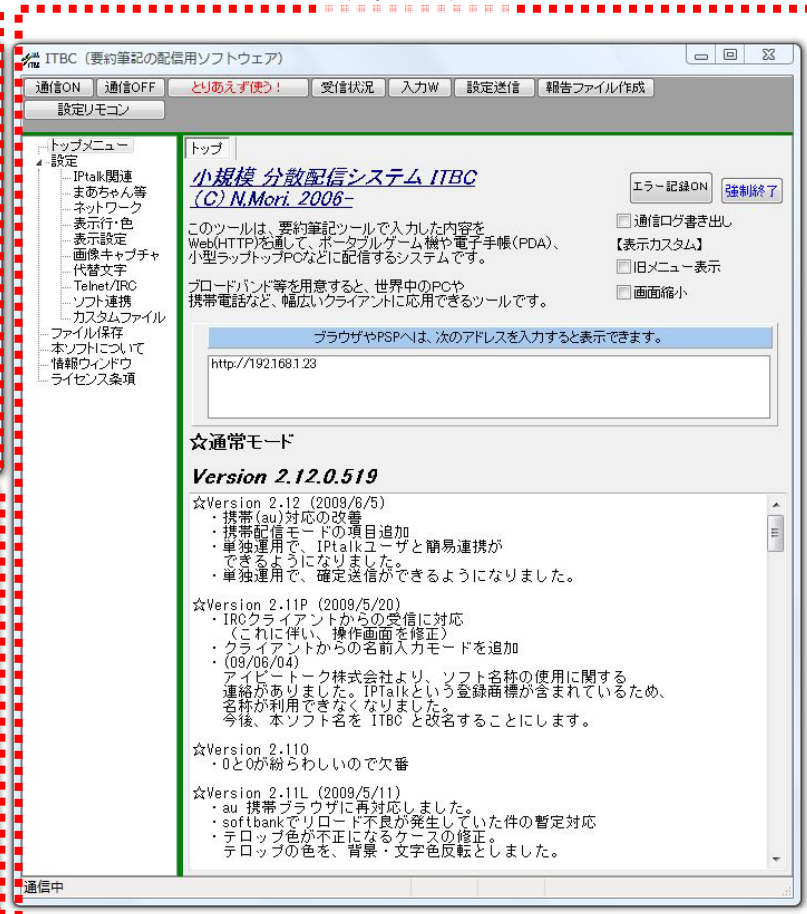 ITBC（要約筆記の配信用ソフトウェア）
通信ON 通信OFF とりあえず使う！ 受信状況 入力W 設定送信 報告ファイル作成
設定リモコン
トップメニュー
設定
IPtalk関連
まあちゃん等
ネットワーク
表示行・色
表示設定
画像キャプチャ
代替文字
Telnet/IRC
ソフト連携
カスタムファイル
ファイル保存
本ソフトについて
情報ウィンドウ
ライセンス条項
トップ
小規模 分散配信システム ITBC
(C) N.Mori. 2006-
エラー記録ON 強制終了
このツールは、要約筆記ツールで入力した内容を
Web(HTTP)を通して、ポータブルゲーム機や電子手帳(PDA)、
小型ラップトップPCなどに配信するシステムです。
ブロードバンド等を用意すると、世界中のPCや
携帯電話など、幅広いクライアントに応用できるツールです。
通信ログ書き出し
【表示カスタム】
旧メニュー表示
画面縮小
ブラウザやPSPへは、次のアドレスを入力すると表示できます。
http://192.168.1.23
☆通常モード
Version 2.12.0.519
☆Version 2.12 (2009/6/5)
・携帯(au)対応の改善
・携帯配信モードの項目追加
・単独運用で、IPtalkユーザと簡易連携が
できるようになりました。
・単独運用で、確定送信ができるようになりました。
☆Version 2.11P (2009/5/20)
・IRCクライアントからの受信に対応
（これに伴い、操作画面を修正）
・クライアントからの名前入力モードを追加
・(09/06/04)
アイピートーク株式会社より、ソフト名称の使用に関する
連絡がありました。IPTalkという登録商標が含まれているため、
名称が利用できなくなりました。
今後、本ソフト名を ITBC と改名することにします。
☆Version 2.11O
・Oと0が紛らわしいので欠番
☆Version 2.11L (2009/5/11)
・au 携帯ブラウザに再対応しました。
・softbankでリロード不良が発生していた件の暫定対応
・テロップ色が不正になるケースの修正。
テロップの色を、背景・文字色反転としました。
通信中